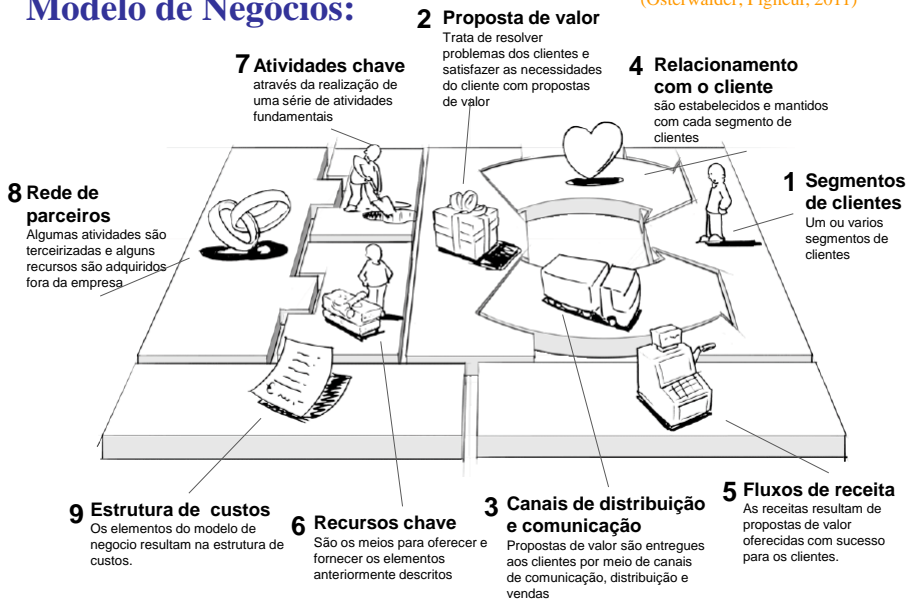 Modelo de Negócios:
(Osterwalder; Pigneur, 2011)
2 Proposta de valor
Trata de resolver
problemas dos clientes e
satisfazer as necessidades
do cliente com propostas
de valor
7 Atividades chave
através da realização de
uma série de atividades
fundamentais
4 Relacionamento
com o cliente
são estabelecidos e mantidos
com cada segmento de
clientes
8 Rede de
parceiros
Algumas atividades são
terceirizadas e alguns
recursos são adquiridos
fora da empresa
1 Segmentos
de clientes
Um ou varios
segmentos de
clientes
9 Estrutura de custos
Os elementos do modelo de
negocio resultam na estrutura de
custos.
6 Recursos chave
São os meios para oferecer e
fornecer os elementos
anteriormente descritos
3 Canais de distribuição
e comunicação
Propostas de valor são entregues
aos clientes por meio de canais
de comunicação, distribuição e
vendas
5 Fluxos de receita
As receitas resultam de
propostas de valor
oferecidas com sucesso
para os clientes.